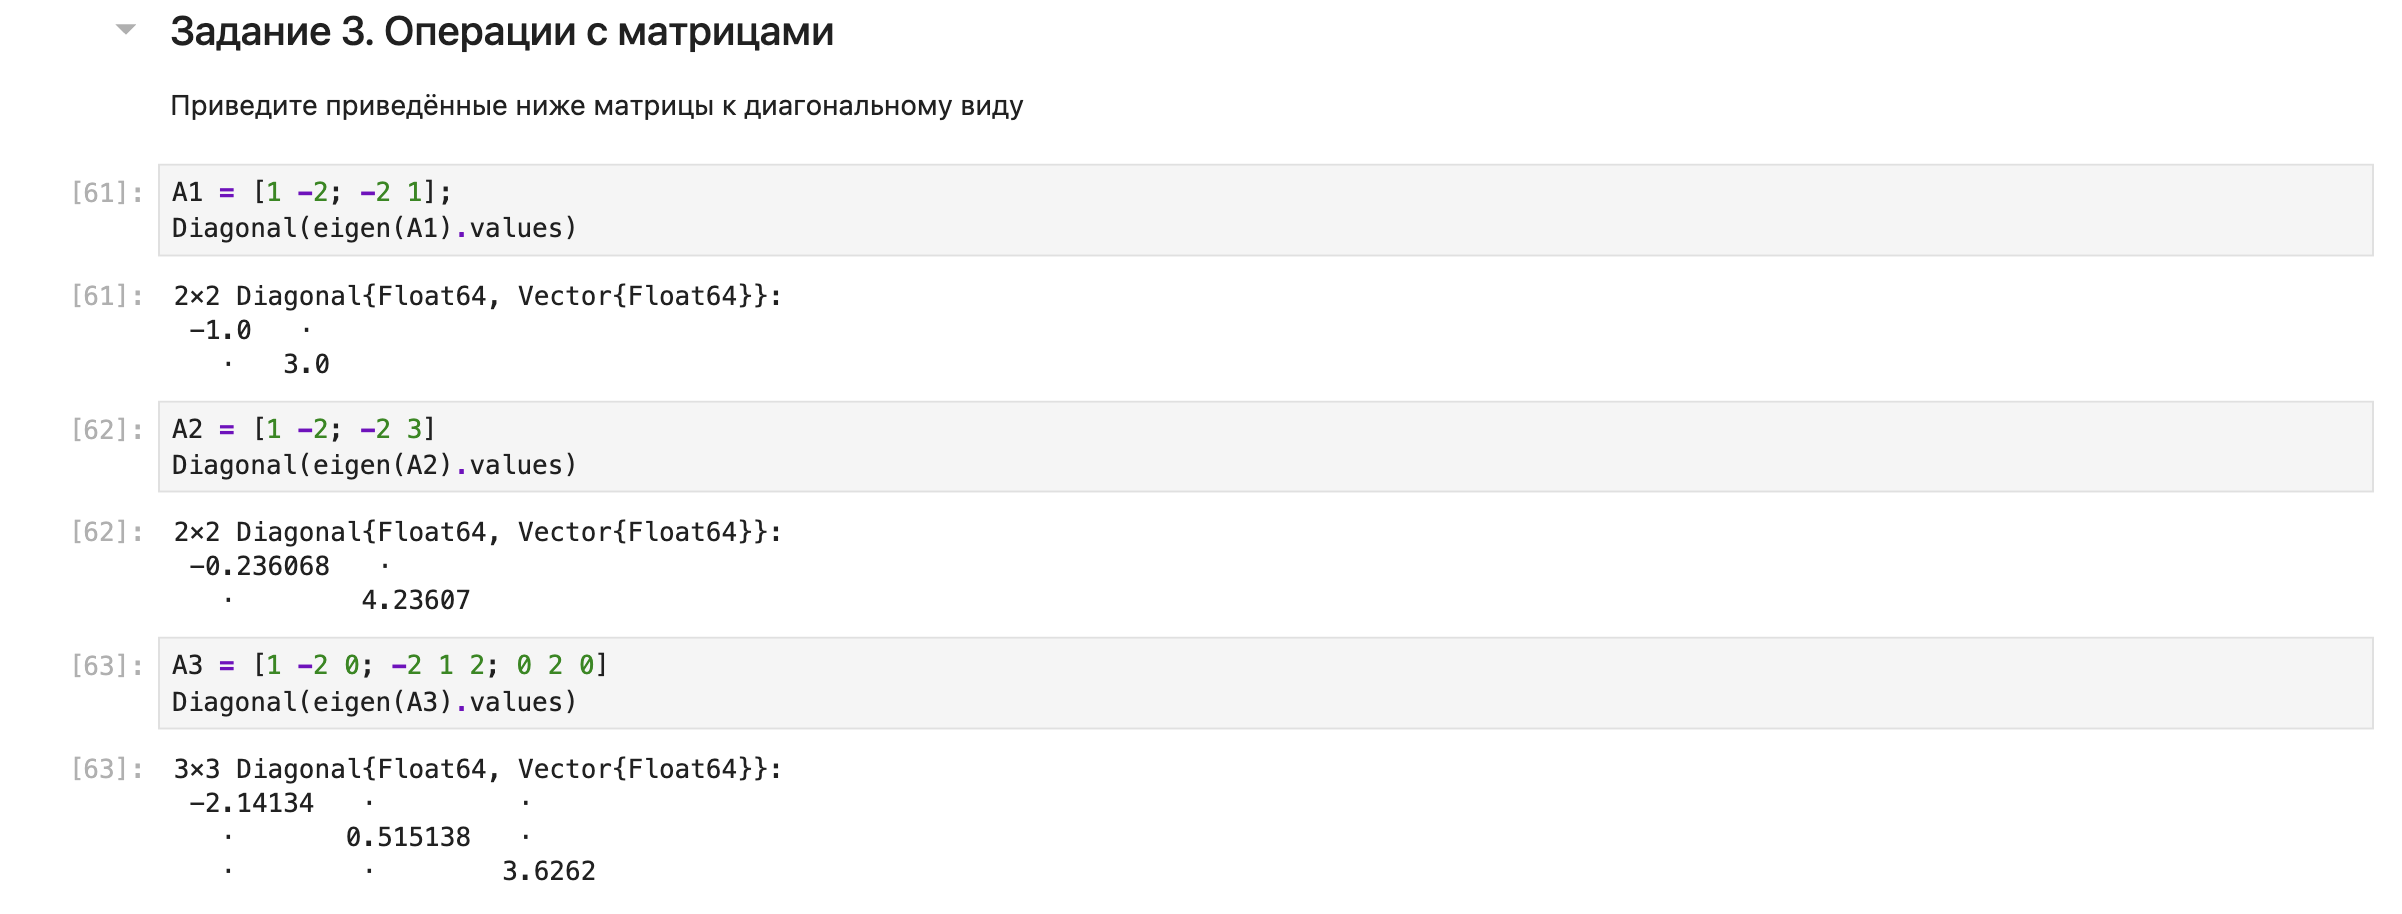 Задание 3. Операции с матрицами
Приведите приведённые ниже матрицы к диагональному виду
[61]: A1 = [1 -2; -2 1];
Diagonal(eigen(A1).values)
[61]: 2×2 Diagonal{Float64, Vector{Float64}}:
-1.0 ·
· 3.0
[62]: A2 = [1 -2; -2 3]
Diagonal(eigen(A2).values)
[62]: 2×2 Diagonal{Float64, Vector{Float64}}:
-0.236068 ·
· 4.23607
[63]: A3 = [1 -2 0; -2 1 2; 0 2 0]
Diagonal(eigen(A3).values)
[63]: 3×3 Diagonal{Float64, Vector{Float64}}:
-2.14134 · ·
· 0.515138 ·
· · 3.6262